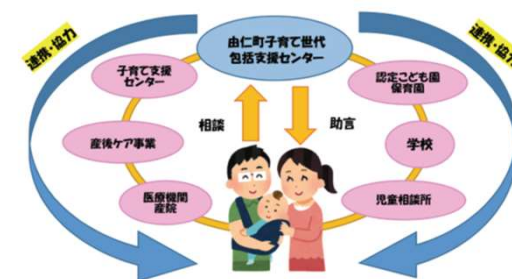 連携・協力
由仁町子育て世代
包括支援センター
連携・協力
子育て支援
センター
認定こども園
保育園
相談
助言
産後ケア事業
学校
医療機関
産院
児童相談所